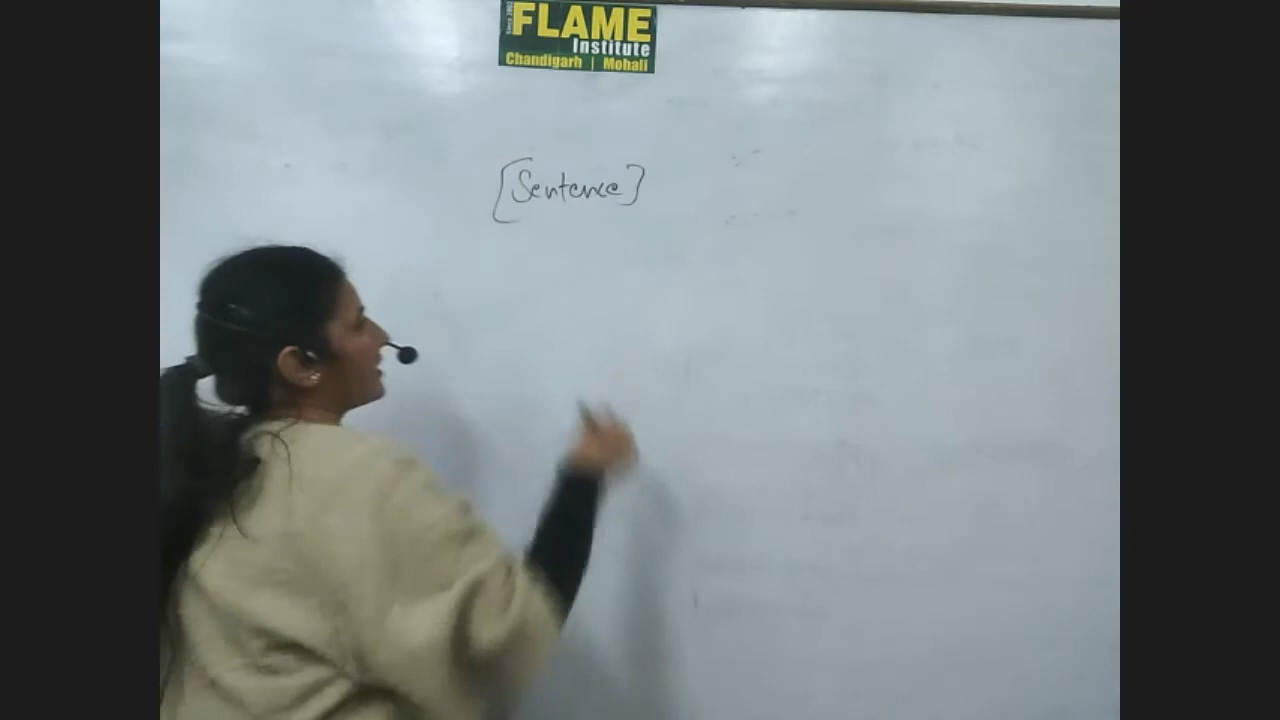 Since 2002
FLAME
Institute
Chandigarh | Mohali
[Sentence]